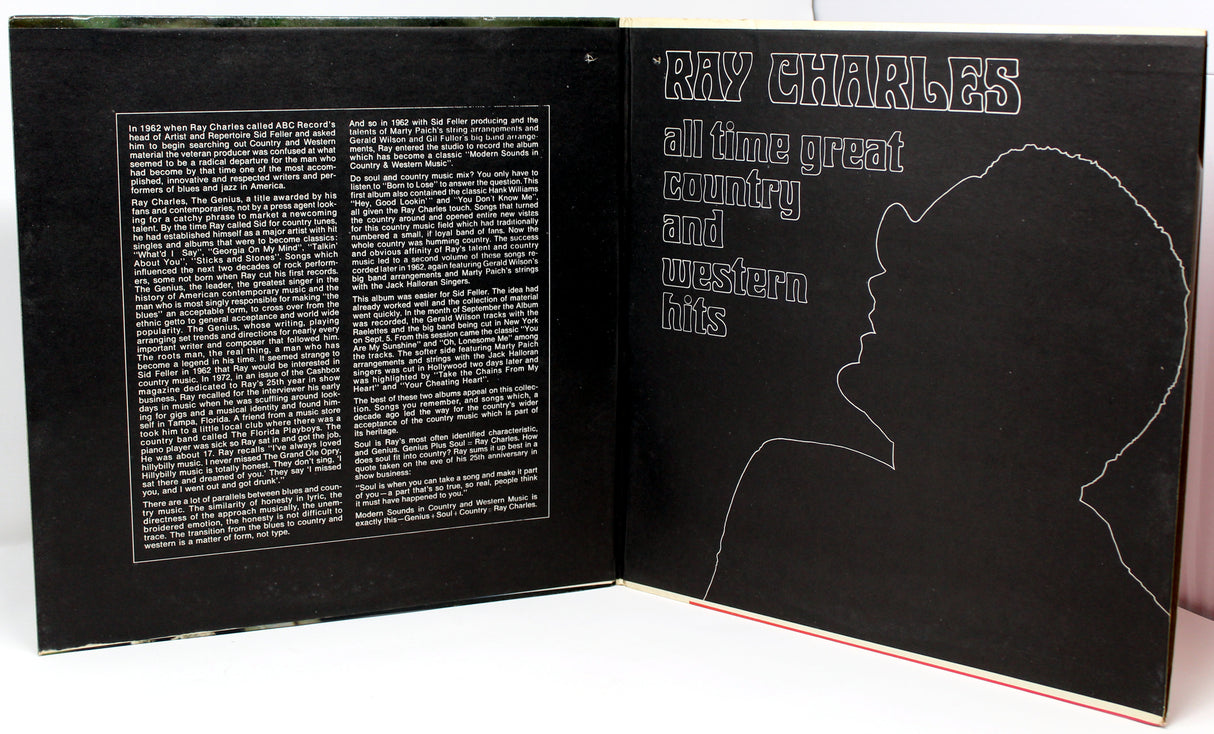 In 1962 when Ray Charles called ABC Record's
head of Artist and Repertoire Sid Feller and asked
him to begin searching out Country and Western
material the veteran producer was confused at what
seemed to be a radical departure for the man who
had become by that time one of the most accom-
plished, innovative and respected writers and per-
formers of blues and jazz in America.
Ray Charles, The Genius, a title awarded by his
fans and contemporaries, not by a press agent look-
ing for a catchy phrase to market a newcoming
talent. By the time Ray called Sid for country tunes,
he had established himself as a major artist with hit
singles and albums that were to become classics:
"What'd I Say", "Georgia On My Mind", "Talkin'
About You", "Sticks and Stones". Songs which
influenced the next two decades of rock perform-
ers, some not born when Ray cut his first records.
The Genius, the leader, the greatest singer in the
history of American contemporary music and the
man who is most singly responsible for making "the
blues" an acceptable form, to cross over from the
ethnic getto to general acceptance and world wide
popularity. The Genius, whose writing, playing
arranging set trends and directions for nearly every
important writer and composer that followed him.
The roots man, the real thing, a man who has
become a legend in his time. It seemed strange to
Sid Feller in 1962 that Ray would be interested in
country music. In 1972, in an issue of the Cashbox
magazine dedicated to Ray's 25th year in show
business, Ray recalled for the interviewer his early
days in music when he was scuffling around look-
ing for gigs and a musical identity and found him-
self in Tampa, Florida. A friend from a music store
took him to a little local club where there was a
country band called The Florida Playboys. The
piano player was sick so Ray sat in and got the job.
He was about 17. Ray recalls "I've always loved
hillybilly music, I never missed The Grand Ole Opry.
Hillybilly music is totally honest. They don't sing, 'I
sat there and dreamed of you.' They say 'I missed
you, and I went out and got drunk'."
There are a lot of parallels between blues and coun-
try music. The similarity of honesty in lyric, the
directness of the approach musically, the unem-
broidered emotion, the honesty is not difficult to
trace. The transition from the blues to country and
western is a matter of form, not type.
And so in 1962 with Sid Feller producing and the
talents of Marty Paich's string arrangements and
Gerald Wilson and Gil Fuller's big band arrange-
ments, Ray entered the studio to record the album
which has become a classic "Modern Sounds in
Country & Western Music".
Do soul and country music mix? You only have to
listen to "Born to Lose" to answer the question. This
first album also contained the classic Hank Williams
"Hey, Good Lookin'" and "You Don't Know Me",
all given the Ray Charles touch. Songs that turned
the country around and opened entire new vistas
for this country music field which had traditionally
numbered a small, if loyal band of fans. Now the
whole country was humming country. The success
and obvious affinity of Ray's talent and country
music led to a second volume of these songs re-
corded later in 1962, again featuring Gerald Wilson's
big band arrangements and Marty Paich's strings
with the Jack Halloran Singers.
This album was easier for Sid Feller. The idea had
already worked well and the collection of material
went quickly. In the month of September the Album
was recorded, the Gerald Wilson tracks with the
Raelettes and the big band being cut in New York
on Sept. 5. From this session came the classic "You
Are My Sunshine" and "Oh, Lonesome Me" among
the tracks. The softer side featuring Marty Paich
arrangements and strings with the Jack Halloran
singers was cut in Hollywood two days later and
was highlighted by "Take the Chains From My
Heart" and "Your Cheating Heart".
The best of these two albums appeal on this collec-
tion. Songs you remember, and songs which, a
decade ago led the way for the country's wider
acceptance of the country music which is part of
its heritage.
Soul is Ray's most often identified characteristic,
and Genius. Genius Plus Soul = Ray Charles. How
does soul fit into country? Ray sums it up best in a
quote taken on the eve of his 25th anniversary in
show business:
"Soul is when you can take a song and make it part
of you—a part that's so true, so real, people think
it must have happened to you."
Modern Sounds in Country and Western Music is
exactly this—Genius + Soul + Country = Ray Charles.
RAY CHARLES
all time great
country
and
western
hits